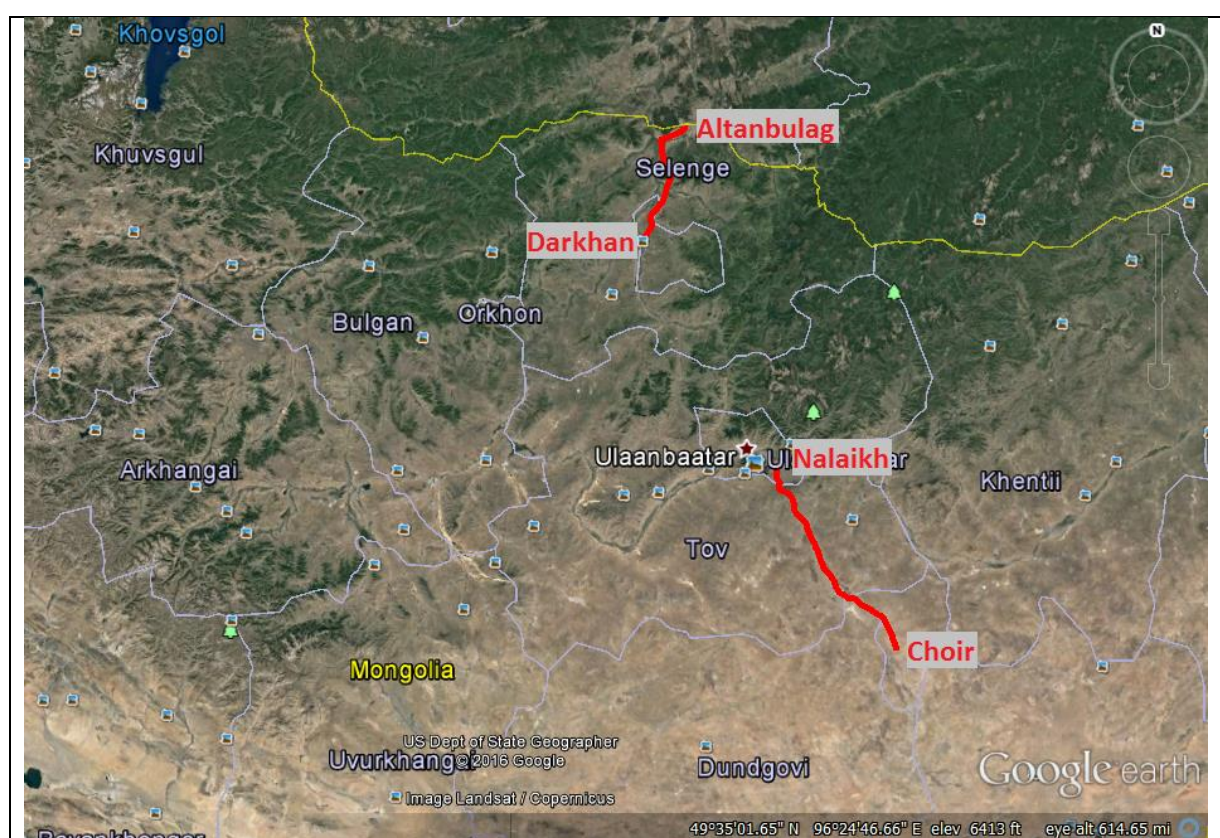 N
Khovsgol
Altanbulag
Khuvsgul
Selenge
Darkhan
Orkhon
Bulgan
Ulaanbaatar
Nalaikh
Arkhangai
Khentii
Tov
Choir
Mongolia
US Dept of State Geographer
© 2016 Google
Uvurkhangai
Dundgovi
Google earth
Image Landsat / Copernicus
49°35'01.65" N 96°24'46.66" E elev 6413 ft eye alt 614.65 mi